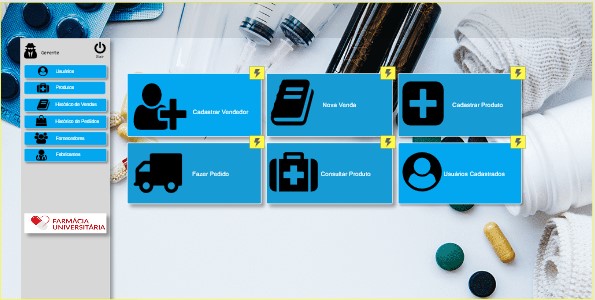 Gerente
Sair
Usuários
Produtos
Histórico de Vendas
Histórico de Pedidos
Fornecedores
Fabricantes
FARMÁCIA
UNIVERSITÁRIA
Cadastrar Vendedor
Nova Venda
Cadastrar Produto
Fazer Pedido
Consultar Produto
Usuários Cadastrados